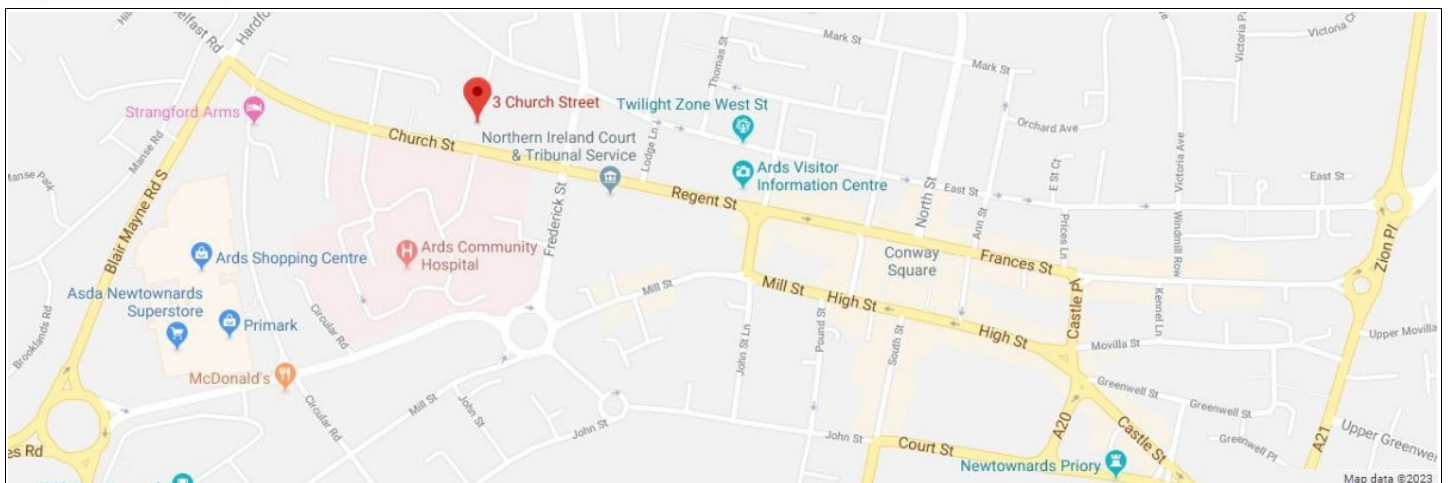 Mark St
Victoria Pl
Victoria Cr
Thomas St
Mark St
Strangford Arms
3 Church Street
Twilight Zone West St
Orchard Ave
Church St
Northern Ireland Court
& Tribunal Service
Lodge Ln
Manse Rd
Manse Park
Ards Visitor
Information Centre
East St
E St Ct
Victoria Ave
East St
Regent St
Blair Mayne Rd S
Frederick St
North St
Ann St
Prices Ln
Windmill Row
Zion Pl
Ards Shopping Centre
Ards Community
Hospital
Conway
Square
Frances St
Asda Newtownards
Superstore
Primark
Mill St
Mill St
High St
High St
Castle Pl
Kennel Ln
Brooklands Rd
Circular Rd
John St Ln
Pound St
South St
Movilla St
Upper Movilla
McDonald's
Circular Rd
Mill St
John St
John St
John St
Court St
A20
Greenwell St
Greenwell St
Castle St
Greenwell Pl
A21
Upper Greenwe
es Rd
Newtownards Priory
Map data ©2023